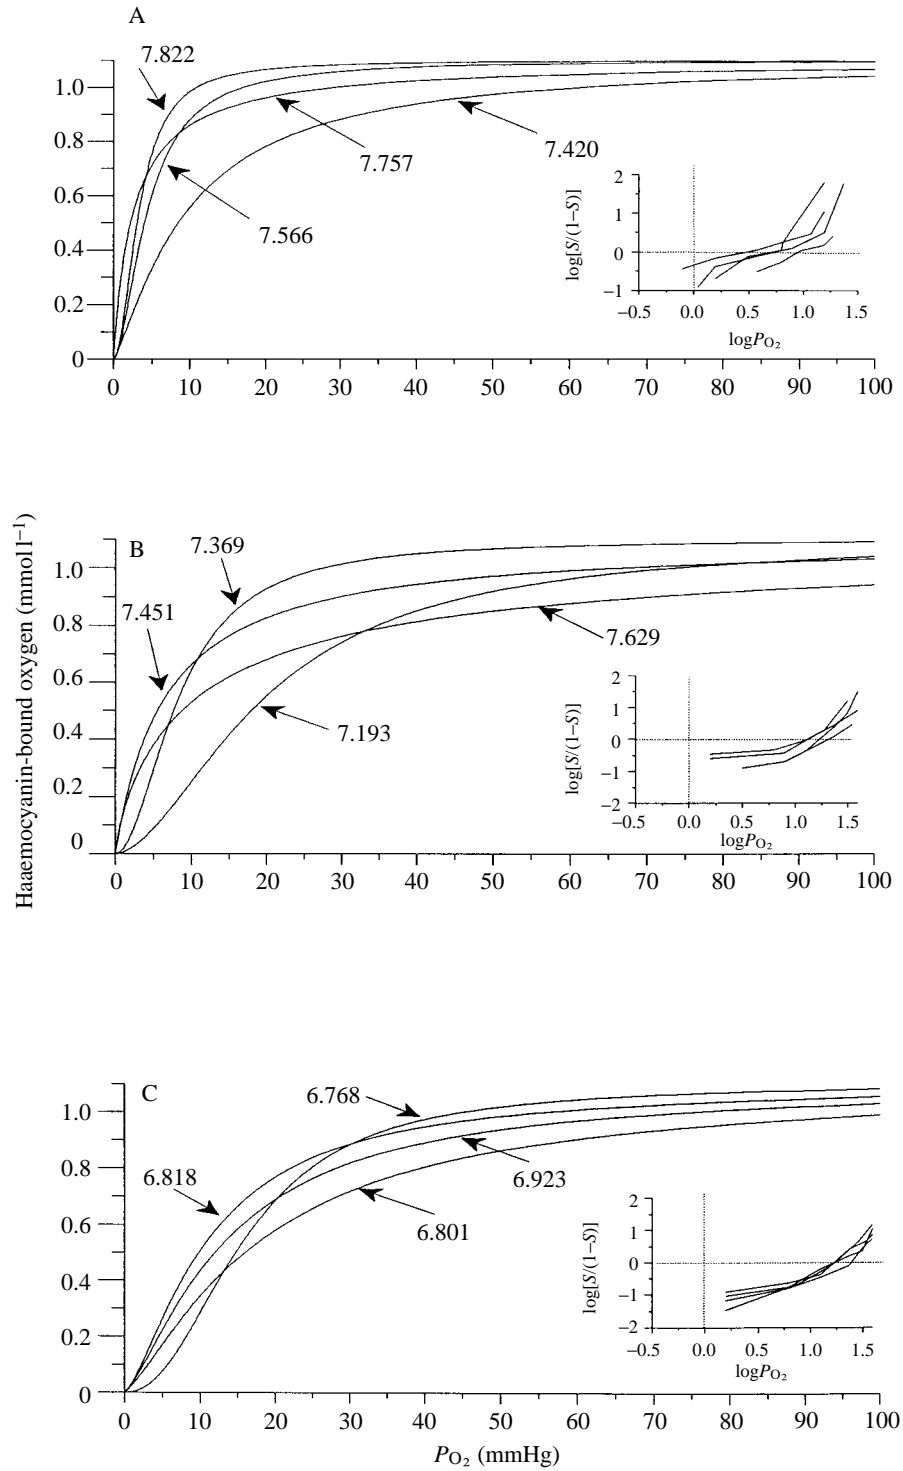 A
7.822
1.0
0.8
0.6
0.4
0.2
0
7.757
7.420
7.566
log[S/(1−S)]
2
1
0
−1
−0.5 0.0 0.5 1.0 1.5
logPO2
0 10 20 30 40 50 60 70 80 90 100
Haaemocyanin-bound oxygen (mmol l−1)
B
7.369
7.451
1.0
0.8
0.6
0.4
0.2
0
7.629
7.193
log[S/(1−S)]
2
1
0
−1
−2
−0.5 0.0 0.5 1.0 1.5
logPO2
0 10 20 30 40 50 60 70 80 90 100
C
6.768
1.0
0.8
0.6
0.4
0.2
0
6.818
6.923
6.801
log[S/(1−S)]
2
1
0
−1
−2
−0.5 0.0 0.5 1.0 1.5
logPO2
0 10 20 30 40 50 60 70 80 90 100
PO2 (mmHg)